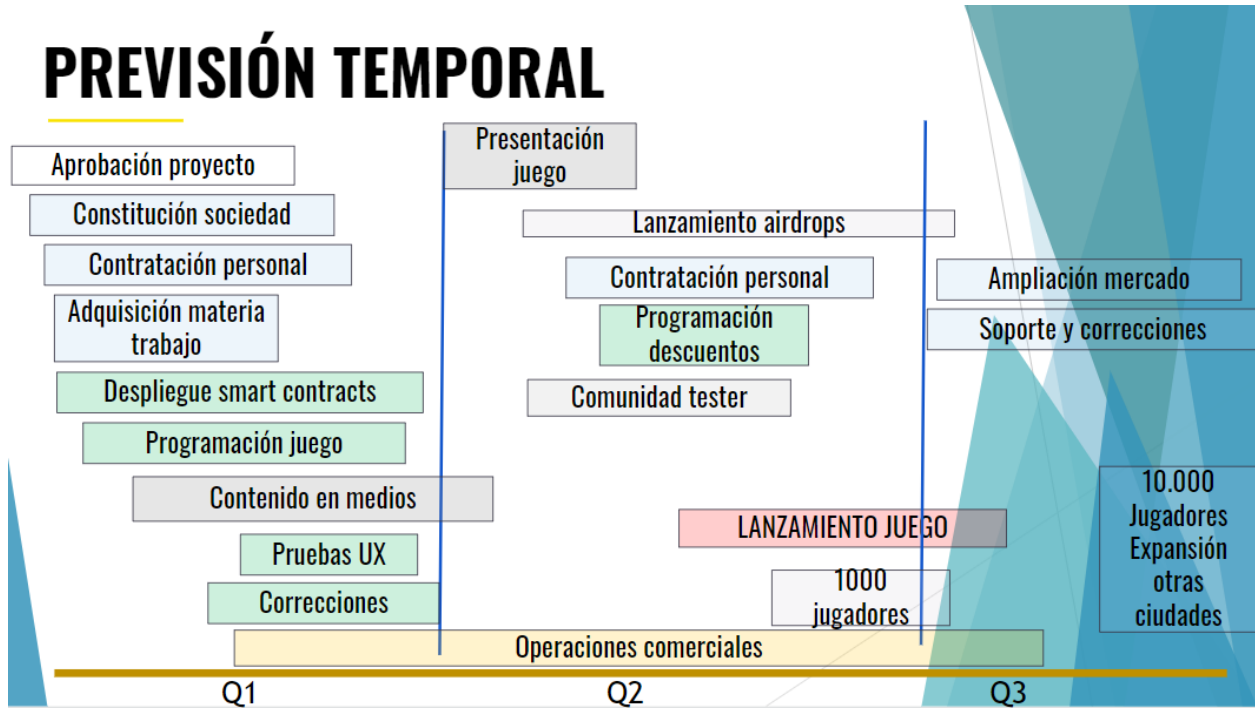 PREVISIÓN TEMPORAL
Aprobación proyecto
Constitución sociedad
Contratación personal
Adquisición materia
trabajo
Despliegue smart contracts
Programación juego
Contenido en medios
Pruebas UX
Correcciones
Presentación
juego
Lanzamiento airdrops
Contratación personal
Programación
descuentos
Comunidad tester
LANZAMIENTO JUEGO
1000
jugadores
Operaciones comerciales
Ampliación mercado
Soporte y correcciones
10.000
Jugadores
Expansión
otras
ciudades
Q1
Q2
Q3